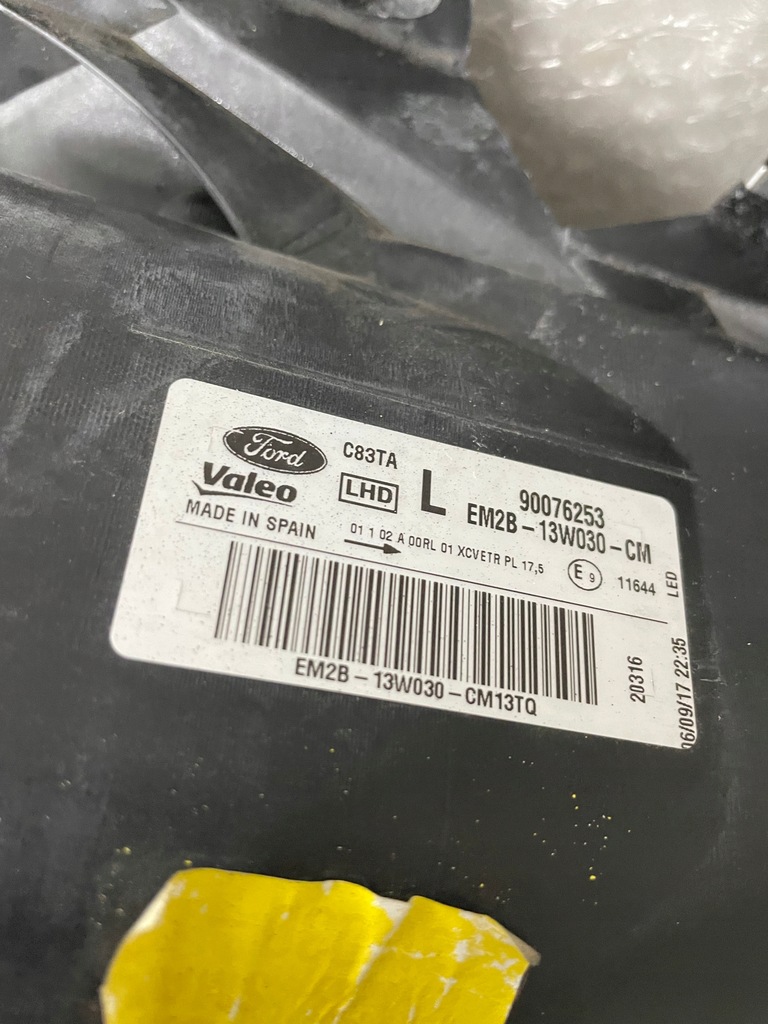 Ford
Valeo
MADE IN SPAIN
C83TA
LHD
L
90076253
EM2B-13W030-CM
01 1 02 A 00RL 01 XCVETR PL 17,5
E 9
11644
LED
EM2B-13W030-CM13TQ
20316
06/09/17 22:35